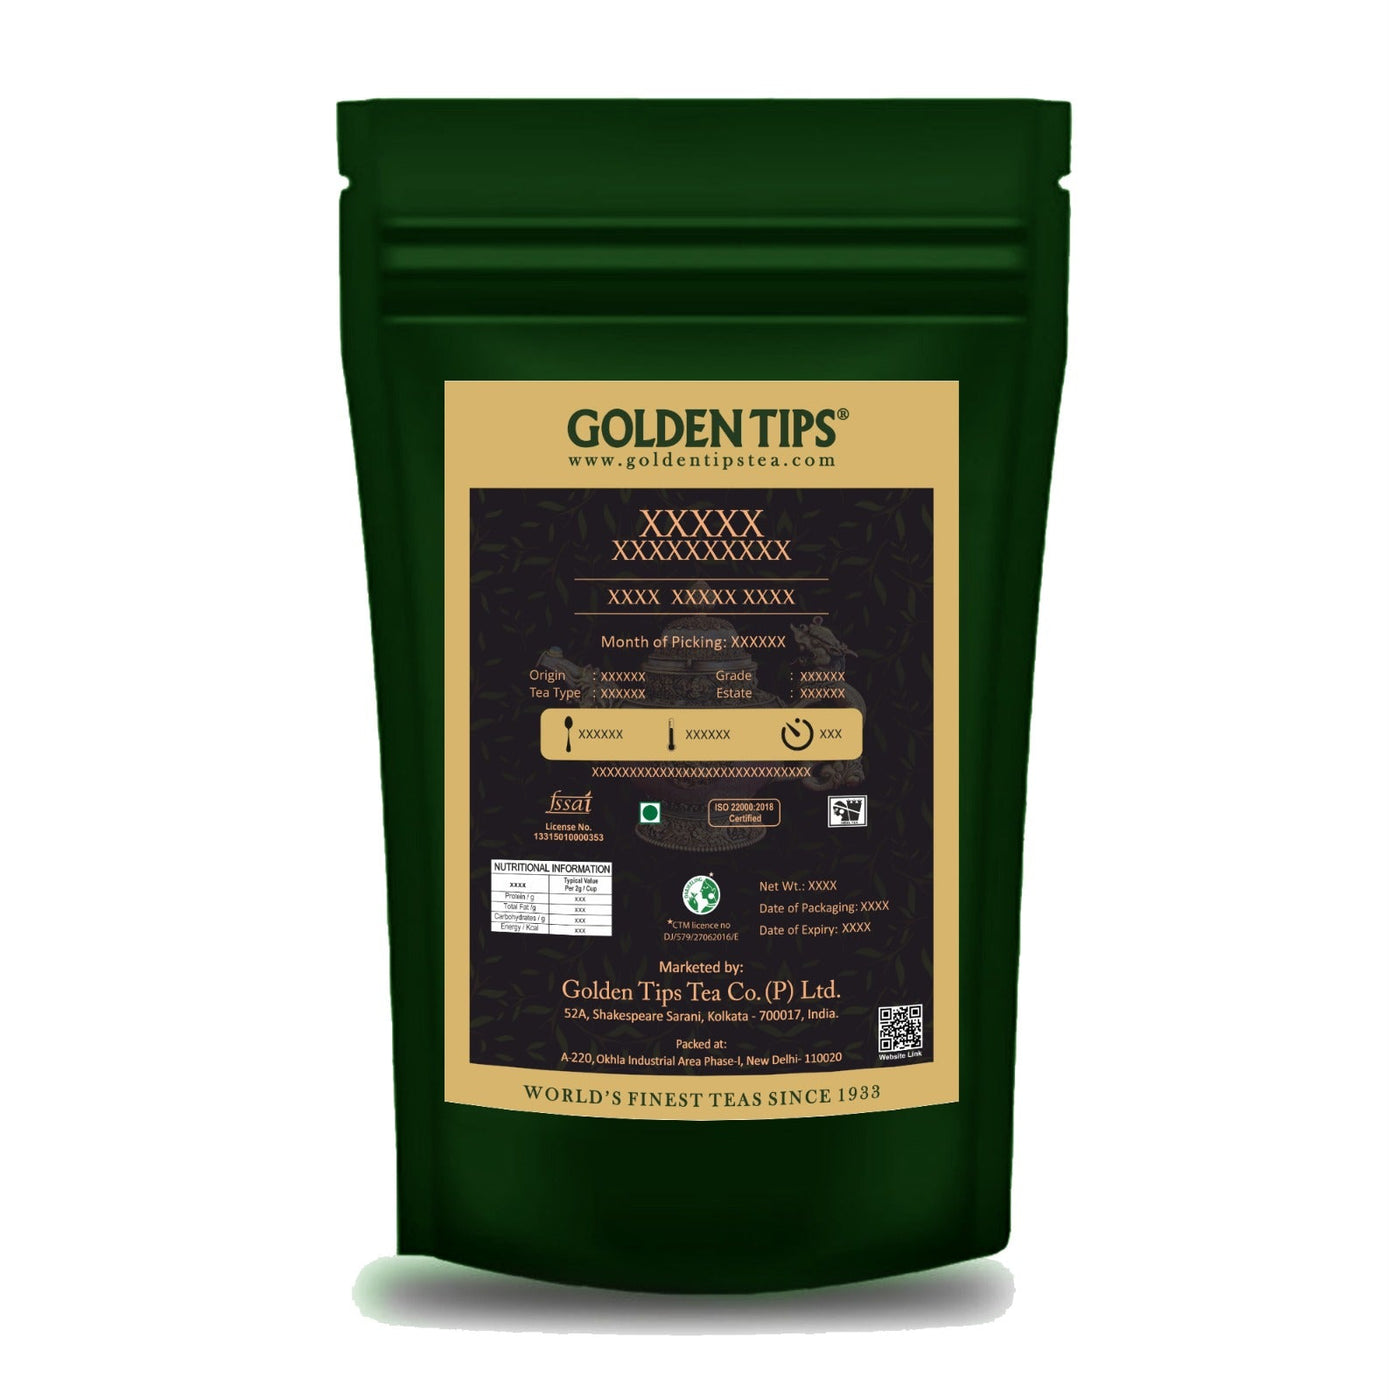 GOLDEN TIPS®
www.goldentipstea.com
XXXXX
XXXXXXXXXX
XXXX XXXXX XXXX
Month of Picking: XXXXXX
Origin : XXXXXX Grade : XXXXXX
Tea Type : XXXXXX Estate : XXXXXX
XXXXXX XXXXXX XXX
XXXXXXXXXXXXXXXXXXXXXXXXXXXXX
fssai
License No.
13315010000353
ISO 22000:2018
Certified
NUTRITIONAL INFORMATION
XXXX Typical Value
Per 2g / Cup
Protein / g XXX
Total Fat /g XXX
Carbohydrates / g XXX
Energy / Kcal XXX
DARJEELING
*CTM licence no
DJ/579/27062016/E
Net Wt.: XXXX
Date of Packaging: XXXX
Date of Expiry: XXXX
Marketed by:
Golden Tips Tea Co. (P) Ltd.
52A, Shakespeare Sarani, Kolkata - 700017, India.
Packed at:
A-220, Okhla Industrial Area Phase-I, New Delhi- 110020
Website Link
WORLD'S FINEST TEAS SINCE 1933